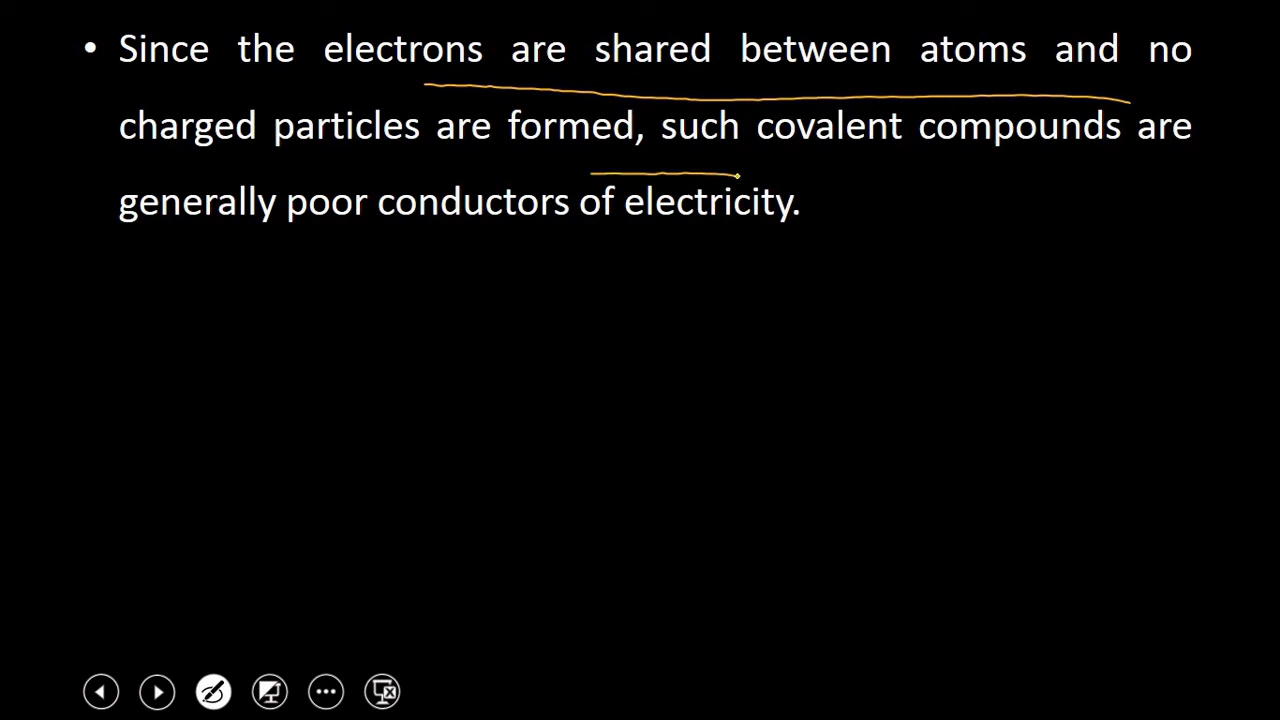 • Since the electrons are shared between atoms and no
charged particles are formed, such covalent compounds are
generally poor conductors of electricity.